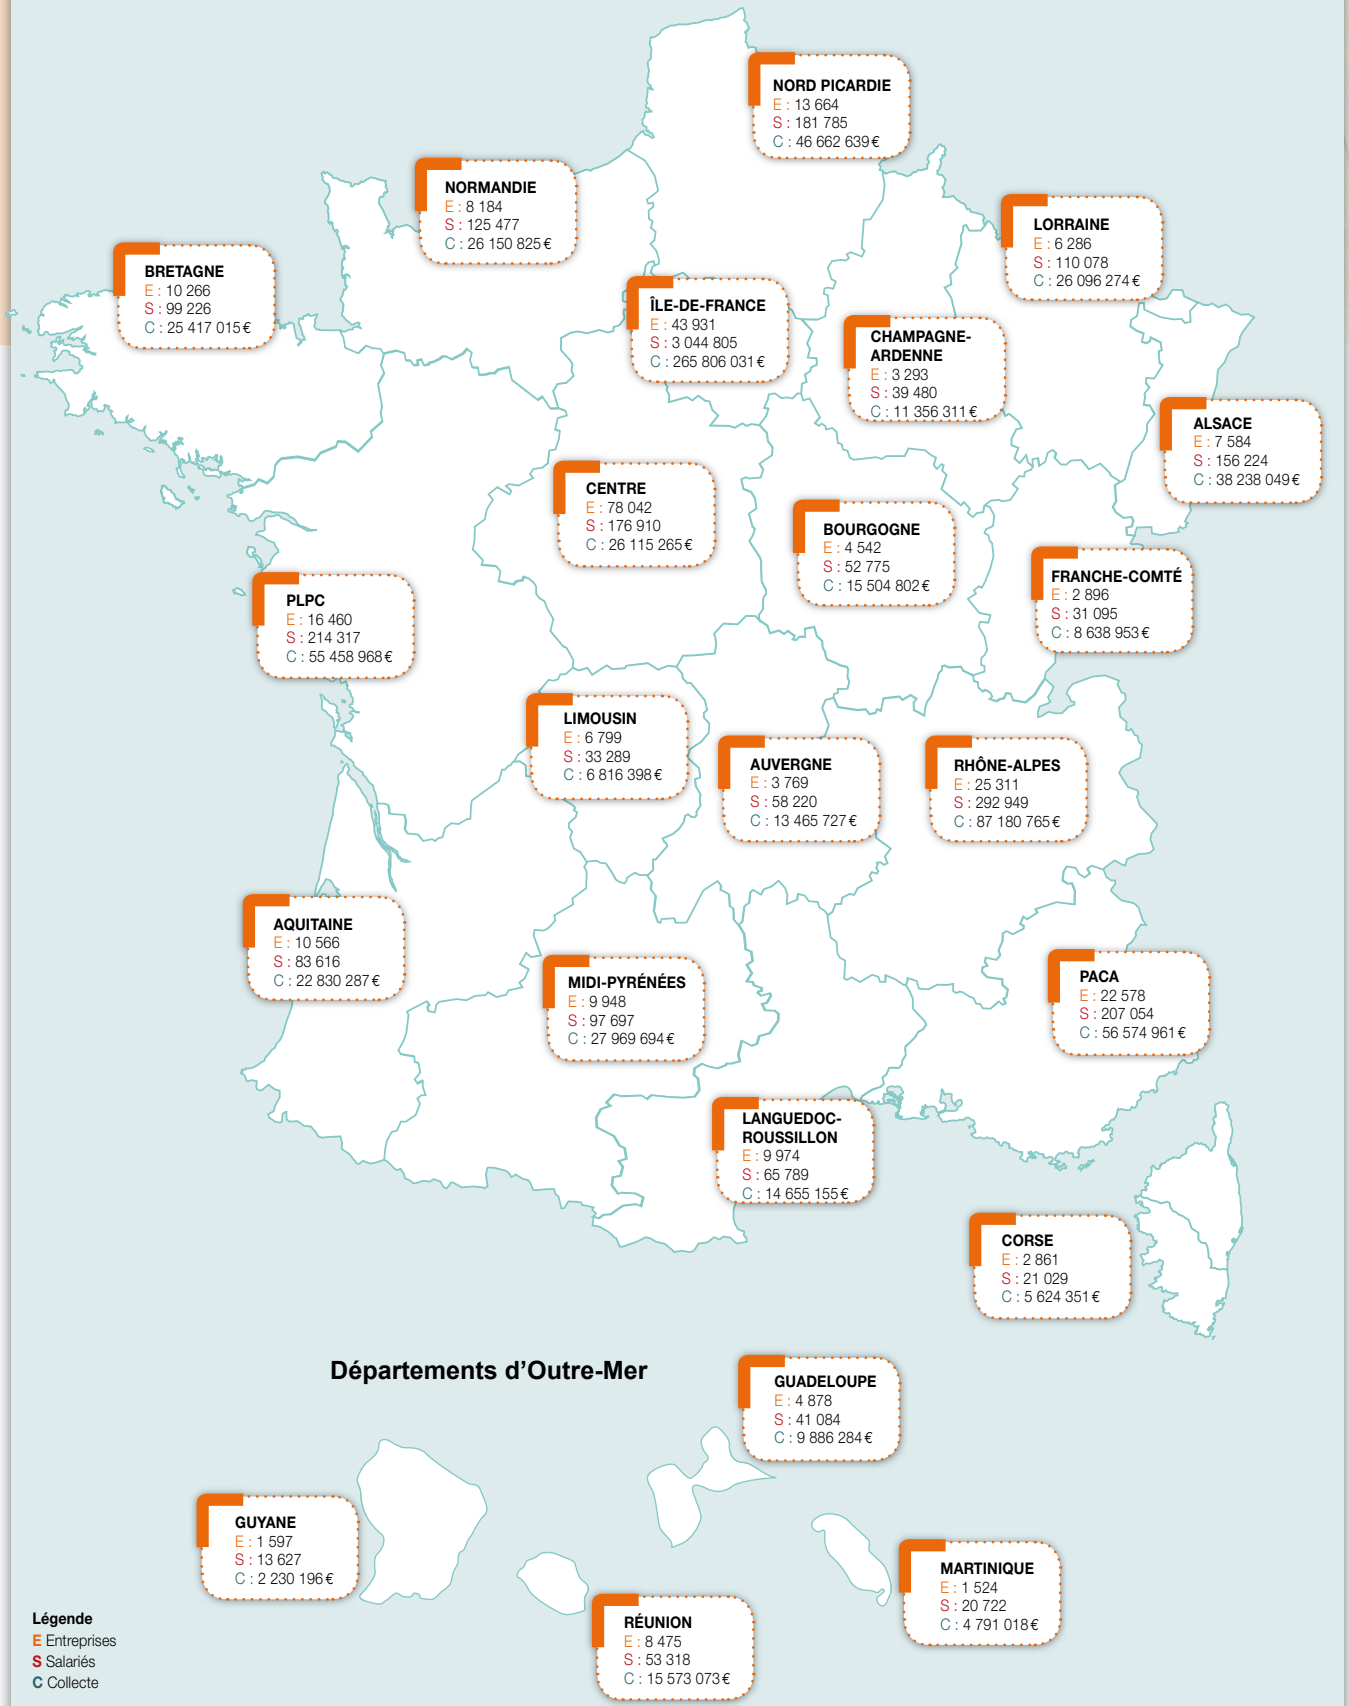 NORD PICARDIE
E : 13 664
S : 181 785
C : 46 662 639 €
NORMANDIE
E : 8 184
S : 125 477
C : 26 150 825 €
LORRAINE
E : 6 286
S : 110 078
C : 26 096 274 €
BRETAGNE
E : 10 266
S : 99 226
C : 25 417 015 €
ÎLE-DE-FRANCE
E : 43 931
S : 3 044 805
C : 265 806 031 €
CHAMPAGNE-
ARDENNE
E : 3 293
S : 39 480
C : 11 356 311 €
ALSACE
E : 7 584
S : 156 224
C : 38 238 049 €
CENTRE
E : 78 042
S : 176 910
C : 26 115 265 €
BOURGOGNE
E : 4 542
S : 52 775
C : 15 504 802 €
FRANCHE-COMTÉ
E : 2 896
S : 31 095
C : 8 638 953 €
PLPC
E : 16 460
S : 214 317
C : 55 458 968 €
LIMOUSIN
E : 6 799
S : 33 289
C : 6 816 398 €
AUVERGNE
E : 3 769
S : 58 220
C : 13 465 727 €
RHÔNE-ALPES
E : 25 311
S : 292 949
C : 87 180 765 €
AQUITAINE
E : 10 566
S : 83 616
C : 22 830 287 €
MIDI-PYRÉNÉES
E : 9 948
S : 97 697
C : 27 969 694 €
PACA
E : 22 578
S : 207 054
C : 56 574 961 €
LANGUEDOC-
ROUSSILLON
E : 9 974
S : 65 789
C : 14 655 155 €
CORSE
E : 2 861
S : 21 029
C : 5 624 351 €
Départements d'Outre-Mer
GUADELOUPE
E : 4 878
S : 41 084
C : 9 886 284 €
GUYANE
E : 1 597
S : 13 627
C : 2 230 196 €
MARTINIQUE
E : 1 524
S : 20 722
C : 4 791 018 €
RÉUNION
E : 8 475
S : 53 318
C : 15 573 073 €
Légende
E Entreprises
S Salariés
C Collecte